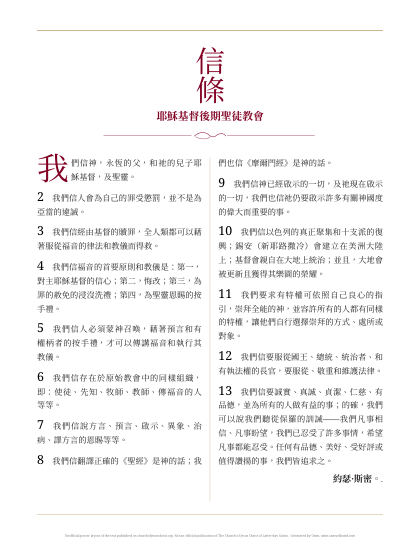 信
條
耶穌基督後期聖徒教會
我們信神，永恆的父，和祂的兒子耶
穌基督，及聖靈。
2 我們信人會為自己的罪受懲罰，並不是為
亞當的違誡。
3 我們信經由基督的贖罪，全人類都可以藉
著服從福音的律法和教儀而得救。
4 我們信福音的首要原則和教儀是：第一，
對主耶穌基督的信心；第二，悔改；第三，為
罪的赦免的浸沒洗禮；第四，為聖靈恩賜的按
手禮。
5 我們信人必須蒙神召喚，藉著預言和有
權柄者的按手禮，才可以傳講福音和執行其
教儀。
6 我們信存在於原始教會中的同樣組織，
即：使徒、先知、牧師、教師、傳福音的人
等等。
7 我們信說方言、預言、啟示、異象、治
病、譯方言的恩賜等等。
8 我們信翻譯正確的《聖經》是神的話；我
們也信《摩爾門經》是神的話。
9 我們信神已經啟示的一切，及祂現在啟示
的一切，我們也信祂仍要啟示許多有關神國度
的偉大而重要的事。
10 我們信以色列的真正聚集和十支派的復
興；錫安（新耶路撒冷）會建立在美洲大陸
上；基督會親自在大地上統治；並且，大地會
被更新且獲得其樂園的榮耀。
11 我們要求有特權可依照自己良心的指
引，崇拜全能的神，並容許所有的人都有同樣
的特權，讓他們自行選擇崇拜的方式、處所或
對象。
12 我們信要服從國王、總統、統治者、和
有執法權的長官，要服從、敬重和維護法律。
13 我們信要誠實、真誠、貞潔、仁慈、有
品德，並為所有的人做有益的事；的確，我們
可以說我們聽從保羅的訓誡——我們凡事相
信、凡事盼望，我們已忍受了許多事情，希望
凡事都能忍受。任何有品德、美好、受好評或
值得讚揚的事，我們皆追求之。
約瑟•斯密。.